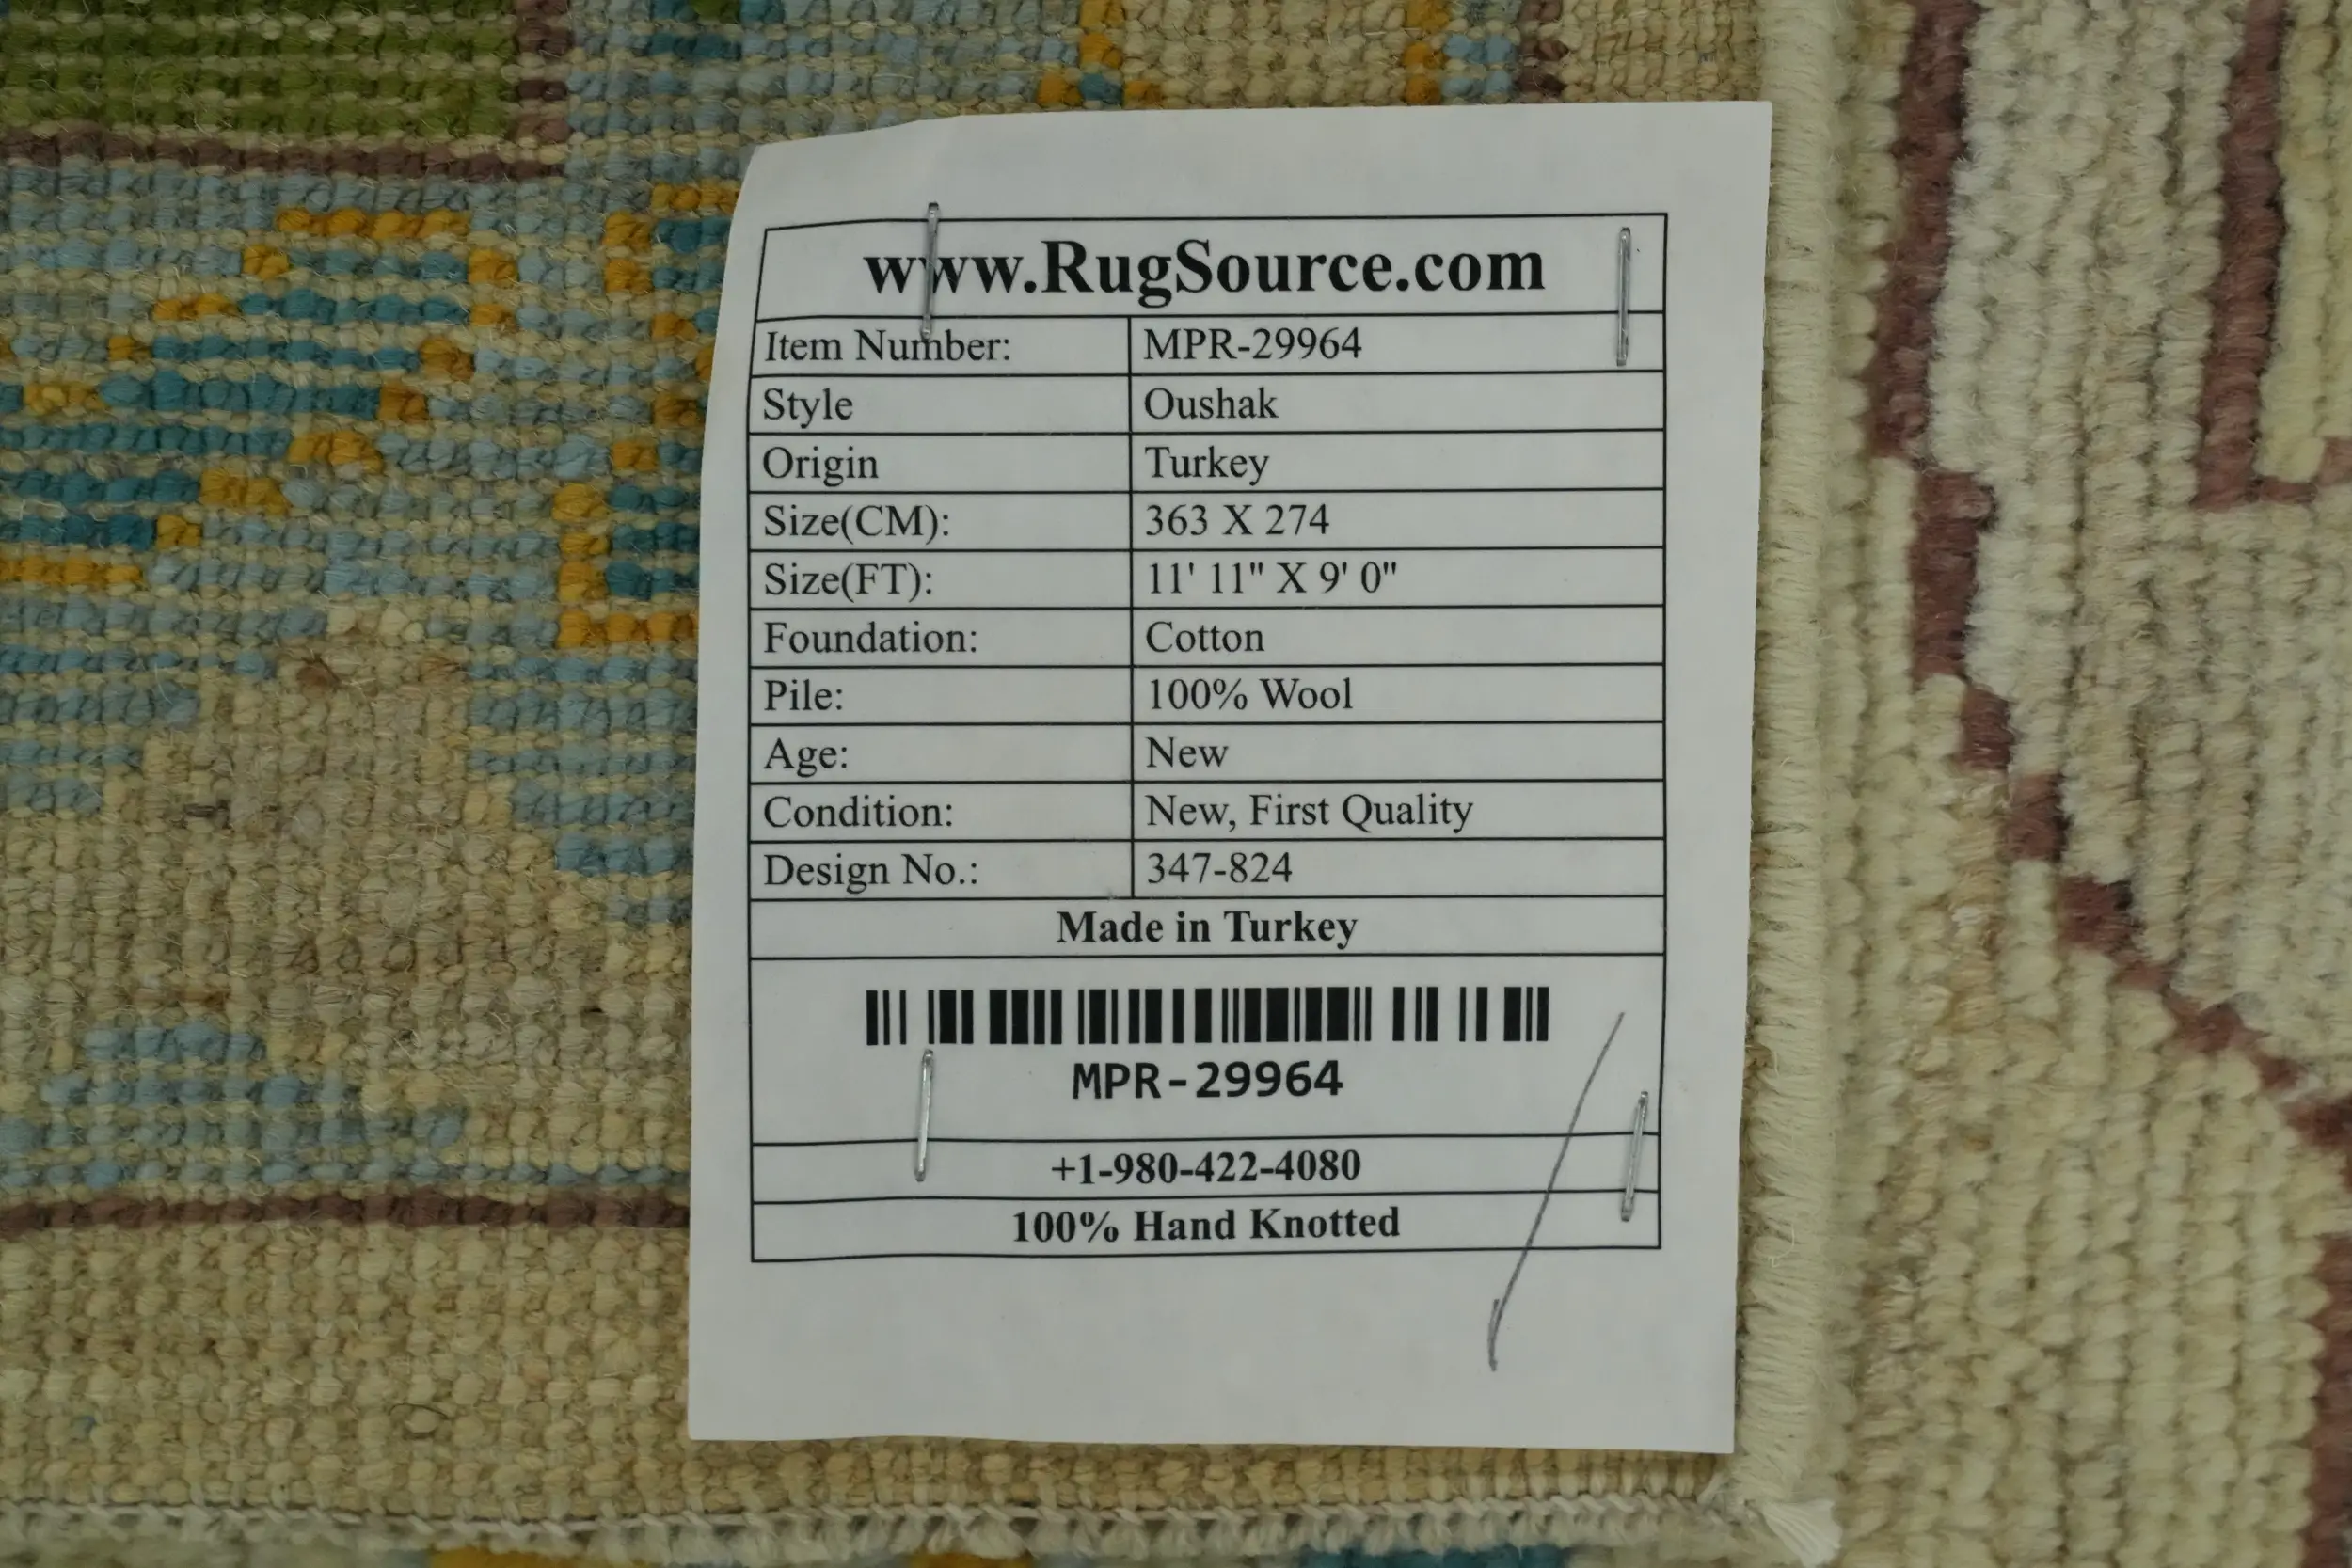 www.RugSource.com
Item Number: MPR-29964
Style Oushak
Origin Turkey
Size(CM): 363 X 274
Size(FT): 11' 11" X 9' 0"
Foundation: Cotton
Pile: 100% Wool
Age: New
Condition: New, First Quality
Design No.: 347-824
Made in Turkey
MPR-29964
+1-980-422-4080
100% Hand Knotted